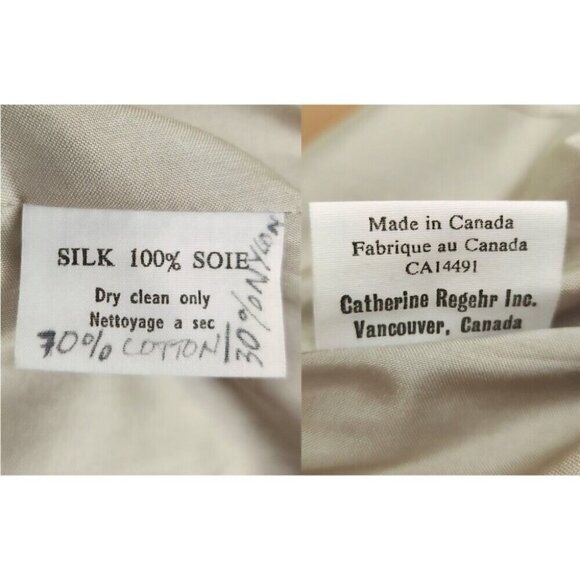 SILK 100% SOIE
Dry clean only
Nettoyage a sec
70% COTTON/30% NYLON
Made in Canada
Fabrique au Canada
CA14491
Catherine Regehr Inc.
Vancouver, Canada